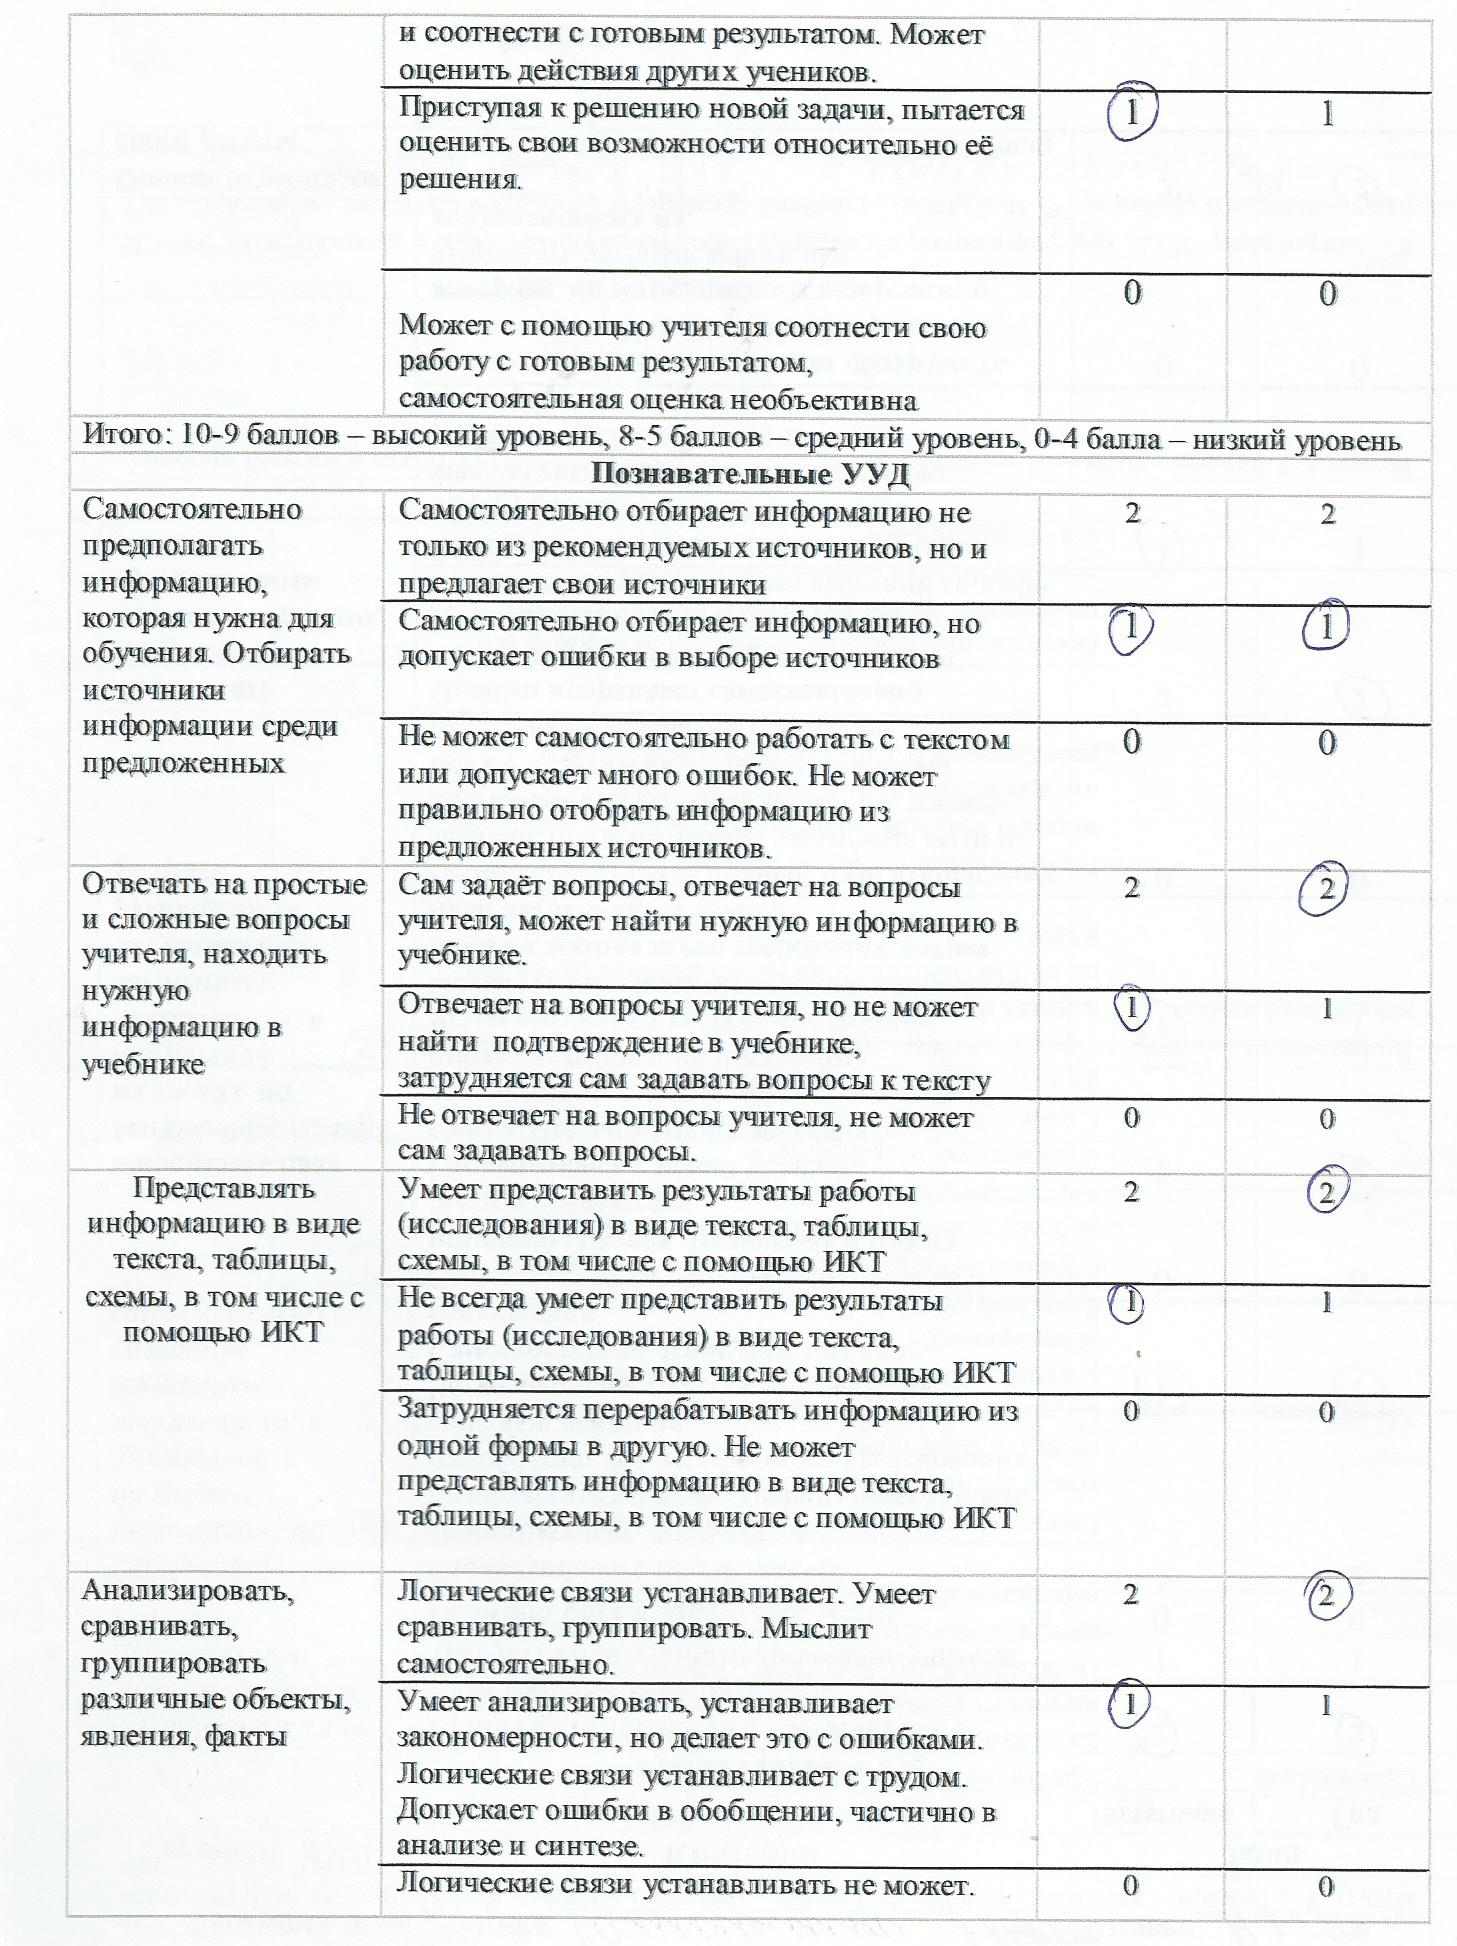 и соотнести с готовым результатом. Может
оценить действия других учеников.
Приступая к решению новой задачи, пытается 1 1
оценить свои возможности относительно её
решения.
0 0
Может с помощью учителя соотнести свою
работу с готовым результатом,
самостоятельная оценка необъективна
Итого: 10-9 баллов – высокий уровень, 8-5 баллов – средний уровень, 0-4 балла – низкий уровень
Познавательные УУД
Самостоятельно
предполагать
информацию,
которая нужна для
обучения. Отбирать
источники
информации среди
предложенных
Самостоятельно отбирает информацию не 2 2
только из рекомендуемых источников, но и
предлагает свои источники
Самостоятельно отбирает информацию, но 1 1
допускает ошибки в выборе источников
Не может самостоятельно работать с текстом 0 0
или допускает много ошибок. Не может
правильно отобрать информацию из
предложенных источников.
Отвечать на простые
и сложные вопросы
учителя, находить
нужную
информацию в
учебнике
Сам задаёт вопросы, отвечает на вопросы 2 2
учителя, может найти нужную информацию в
учебнике.
Отвечает на вопросы учителя, но не может 1 1
найти подтверждение в учебнике,
затрудняется сам задавать вопросы к тексту
Не отвечает на вопросы учителя, не может 0 0
сам задавать вопросы.
Представлять
информацию в виде
текста, таблицы,
схемы, в том числе с
помощью ИКТ
Умеет представить результаты работы 2 2
(исследования) в виде текста, таблицы,
схемы, в том числе с помощью ИКТ
Не всегда умеет представить результаты 1 1
работы (исследования) в виде текста,
таблицы, схемы, в том числе с помощью ИКТ
Затрудняется перерабатывать информацию из 0 0
одной формы в другую. Не может
представлять информацию в виде текста,
таблицы, схемы, в том числе с помощью ИКТ
Анализировать,
сравнивать,
группировать
различные объекты,
явления, факты
Логические связи устанавливает. Умеет 2 2
сравнивать, группировать. Мыслит
самостоятельно.
Умеет анализировать, устанавливает 1 1
закономерности, но делает это с ошибками.
Логические связи устанавливает с трудом.
Допускает ошибки в обобщении, частично в
анализе и синтезе.
Логические связи устанавливать не может. 0 0